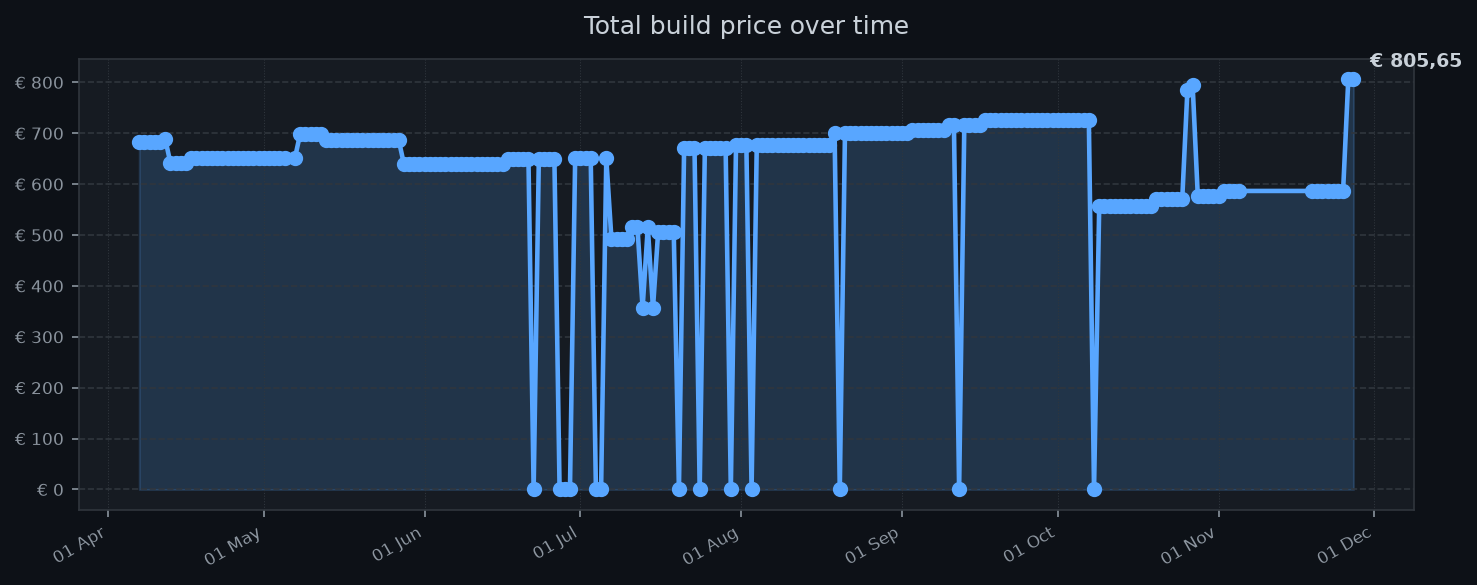 Total build price over time
€ 805,65
€ 800
€ 700
€ 600
€ 500
€ 400
€ 300
€ 200
€ 100
€ 0
01 Apr
01 May
01 Jun
01 Jul
01 Aug
01 Sep
01 Oct
01 Nov
01 Dec